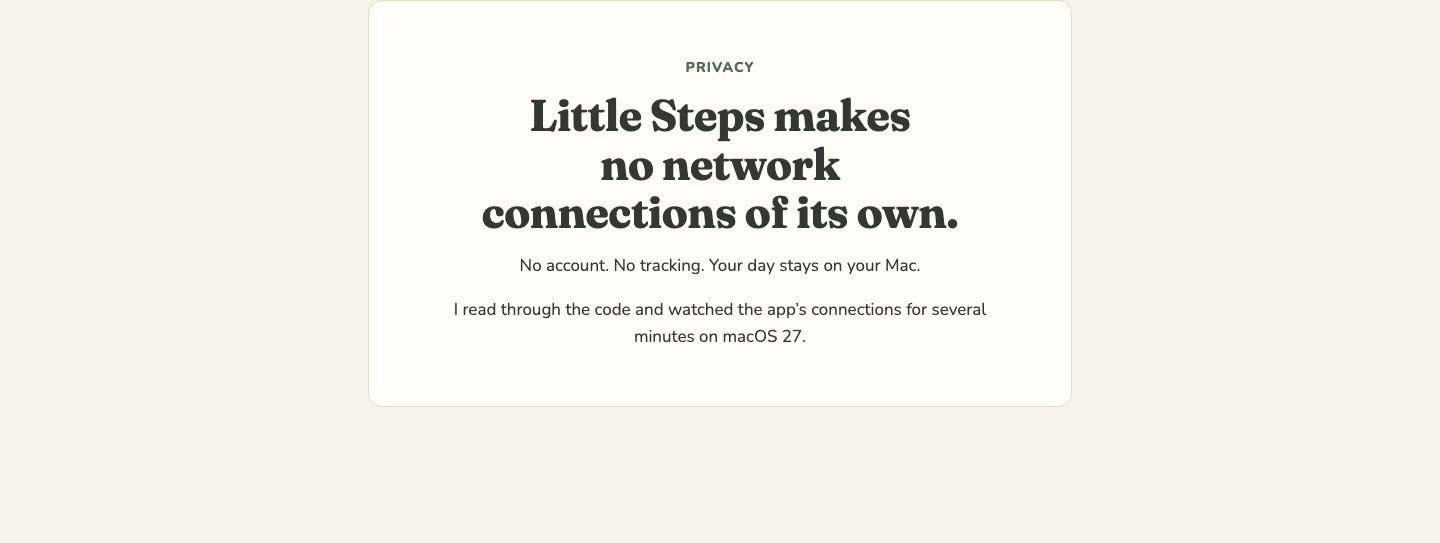 PRIVACY
Little Steps makes
no network
connections of its own.
No account. No tracking. Your day stays on your Mac.
I read through the code and watched the app’s connections for several
minutes on macOS 27.